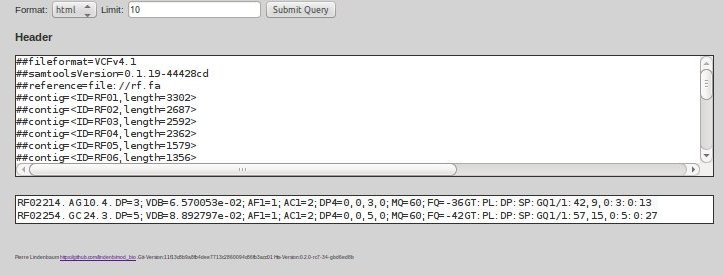 Format: html Limit: 10 Submit Query
Header
##fileformat=VCFv4.1
##samtoolsVersion=0.1.19-44428cd
##reference=file://rf.fa
##contig=<ID=RF01,length=3302>
##contig=<ID=RF02,length=2687>
##contig=<ID=RF03,length=2592>
##contig=<ID=RF04,length=2362>
##contig=<ID=RF05,length=1579>
##contig=<ID=RF06,length=1356>
RF02214.AG10.4.DP=3;VDB=6.570053e-02;AF1=1;AC1=2;DP4=0,0,3,0;MQ=60;FQ=-36GT:PL:DP:SP:GQ1/1:42,9,0:3:0:13
RF02254.GC24.3.DP=5;VDB=8.892797e-02;AF1=1;AC1=2;DP4=0,0,5,0;MQ=60;FQ=-42GT:PL:DP:SP:GQ1/1:57,15,0:5:0:27
Pierre Lindenbaum